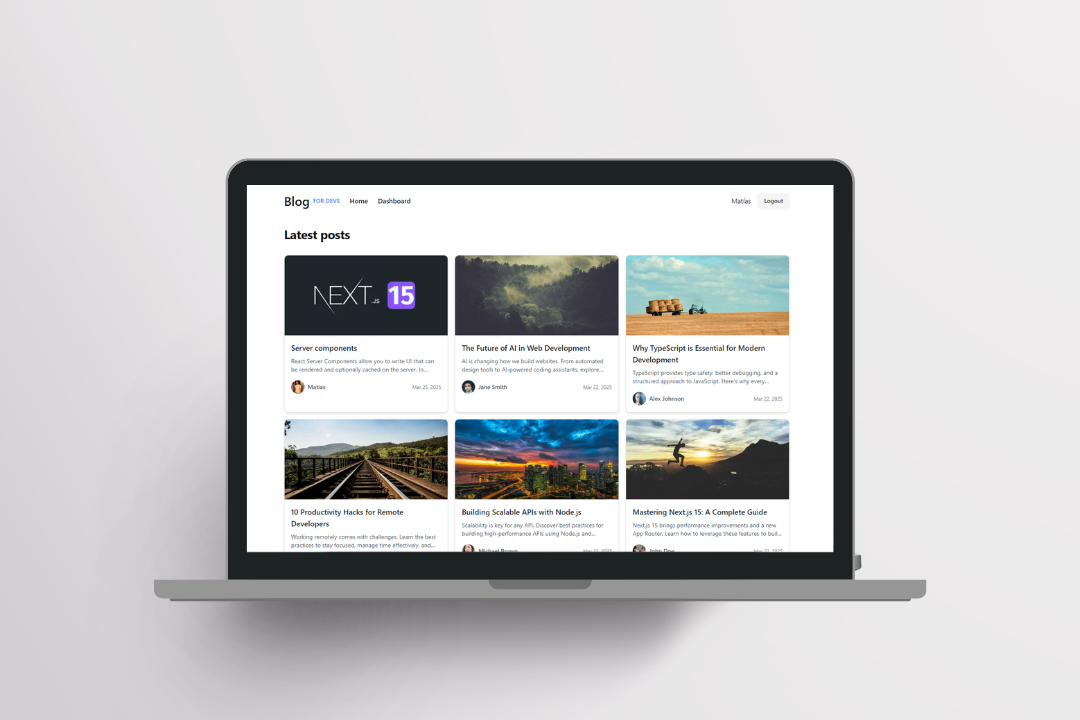 Blog FOR DEVS Home Dashboard Matías Logout
Latest posts
NEXT.JS 15
Server components
React Server Components allow you to write UI that can
be rendered and optionally cached on the server. In...
Matías Mar 25, 2025
The Future of AI in Web Development
AI is changing how we build websites. From automated
design tools to AI-powered coding assistants, explore...
Jane Smith Mar 22, 2025
Why TypeScript is Essential for Modern
Development
TypeScript provides type safety, better debugging, and a
structured approach to JavaScript. Here's why every...
Alex Johnson Mar 22, 2025
10 Productivity Hacks for Remote
Developers
Working remotely comes with challenges. Learn the best
practices to stay focused, manage time effectively, and...
Building Scalable APIs with Node.js
Scalability is key for any API. Discover best practices for
building high-performance APIs using Node.js and...
Michael Brown Mar 22, 2025
Mastering Next.js 15: A Complete Guide
Next.js 15 brings performance improvements and a new
App Router. Learn how to leverage these features to buil...
John Doe Mar 22, 2025